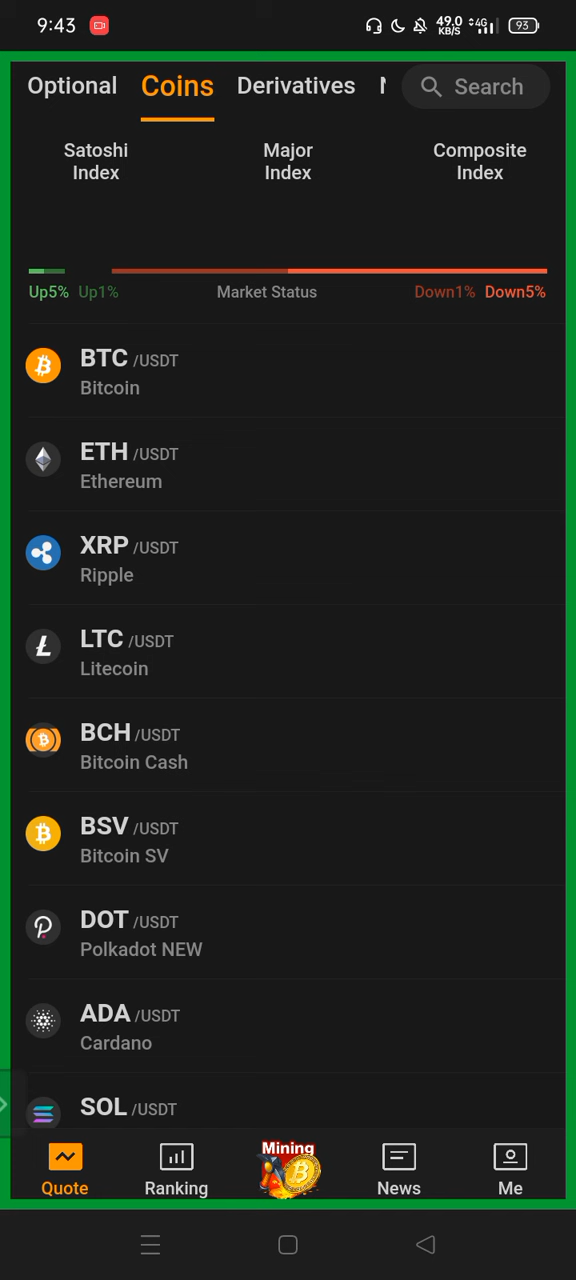 9:43 49.0 KB/S 4G 93
Optional Coins Derivatives Search
Satoshi Index Major Index Composite Index
Up5% Up1% Market Status Down1% Down5%
BTC /USDT
Bitcoin
ETH /USDT
Ethereum
XRP /USDT
Ripple
LTC /USDT
Litecoin
BCH /USDT
Bitcoin Cash
BSV /USDT
Bitcoin SV
DOT /USDT
Polkadot NEW
ADA /USDT
Cardano
SOL /USDT
Mining
Quote Ranking News Me